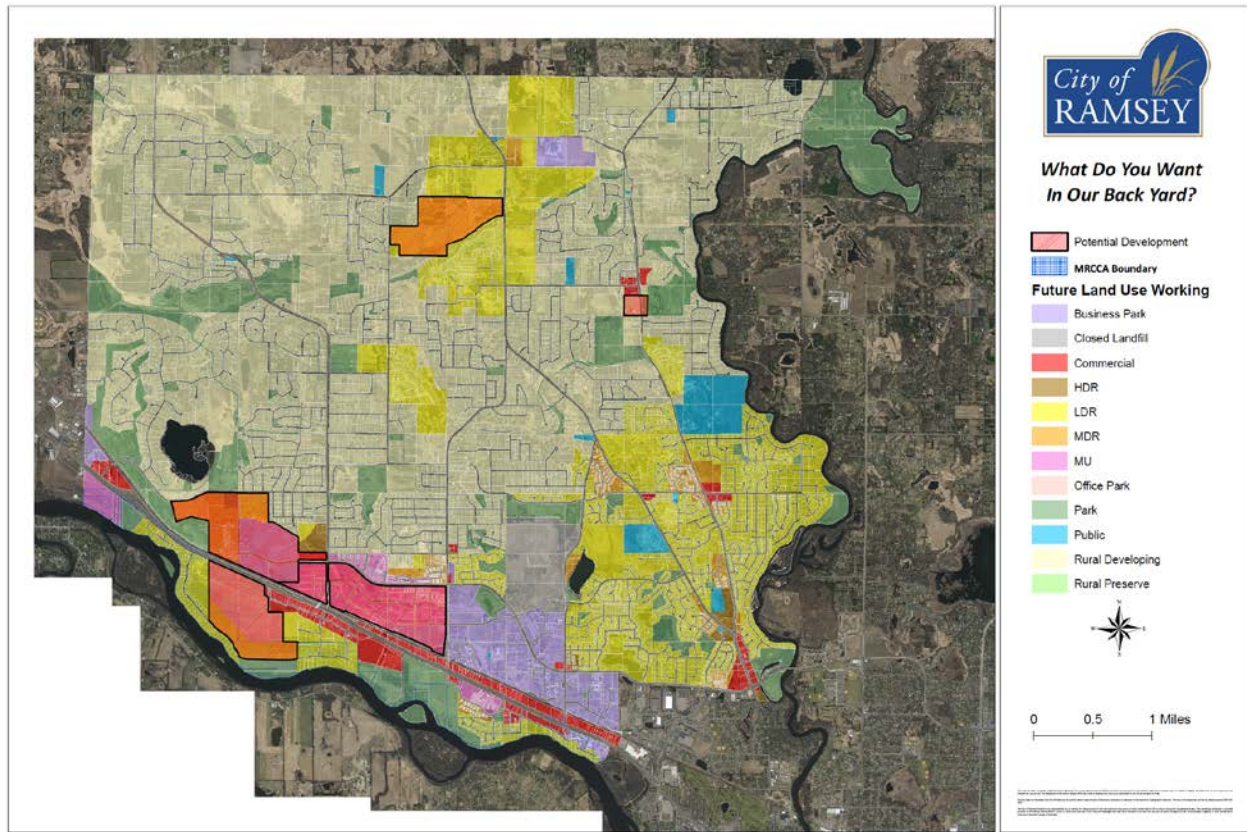 City of
RAMSEY
What Do You Want
In Our Back Yard?
Potential Development
MRCCA Boundary
Future Land Use Working
Business Park
Closed Landfill
Commercial
HDR
LDR
MDR
MU
Office Park
Park
Public
Rural Developing
Rural Preserve
N
W E
S
0 0.5 1 Miles